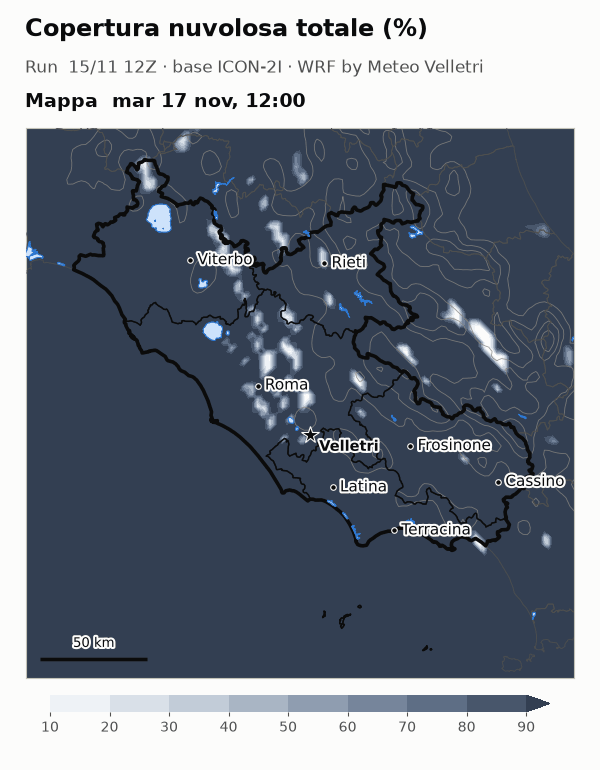 Copertura nuvolosa totale (%)
Run 15/11 12Z · base ICON-2I · WRF by Meteo Velletri
Mappa mar 17 nov, 12:00
Viterbo
Rieti
Roma
Velletri
Frosinone
Latina
Cassino
Terracina
50 km
10 20 30 40 50 60 70 80 90